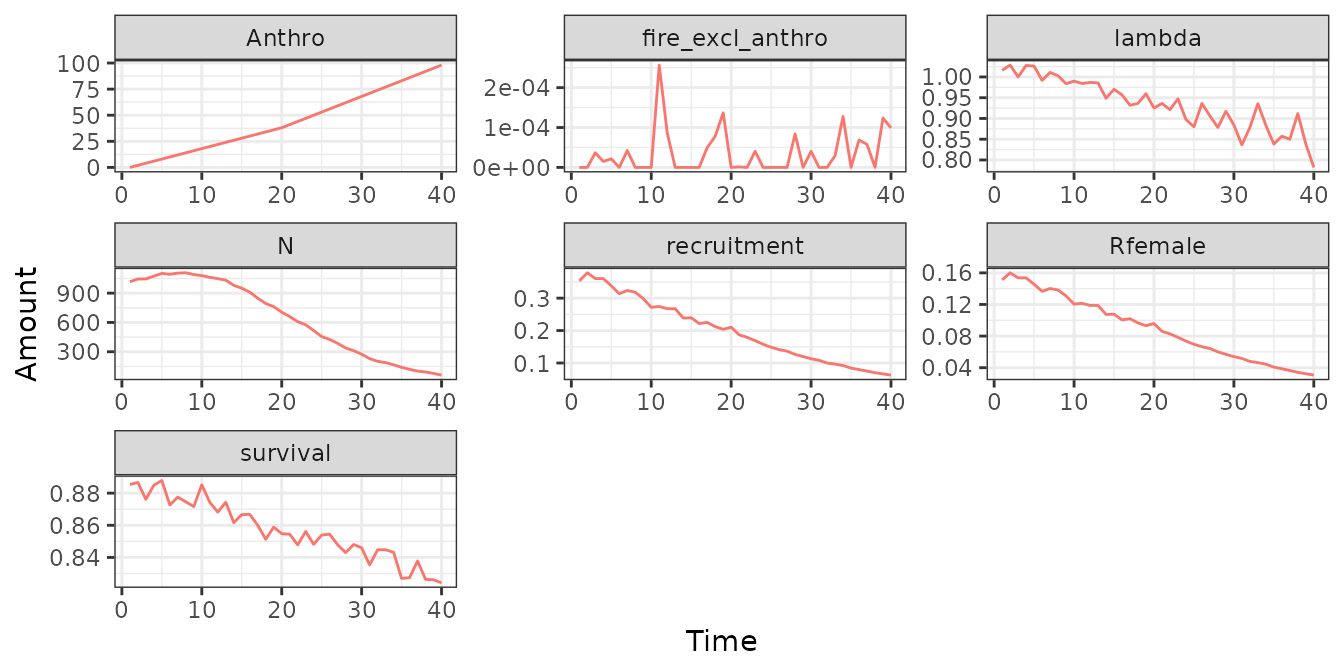 Anthro
fire_excl_anthro
lambda
100
75
50
25
0
2e-04
1e-04
0e+00
1.00
0.95
0.90
0.85
0.80
0 10 20 30 40
0 10 20 30 40
0 10 20 30 40
N
recruitment
Rfemale
900
600
300
0.3
0.2
0.1
0.16
0.12
0.08
0.04
0 10 20 30 40
0 10 20 30 40
0 10 20 30 40
survival
0.88
0.86
0.84
0 10 20 30 40
Amount
Time